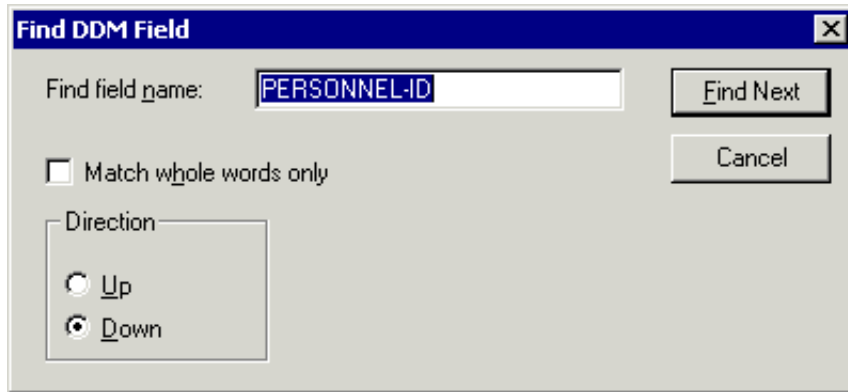 Find DDM Field
Find field name: PERSONNEL-ID Find Next
Match whole words only Cancel
Direction
Up
Down